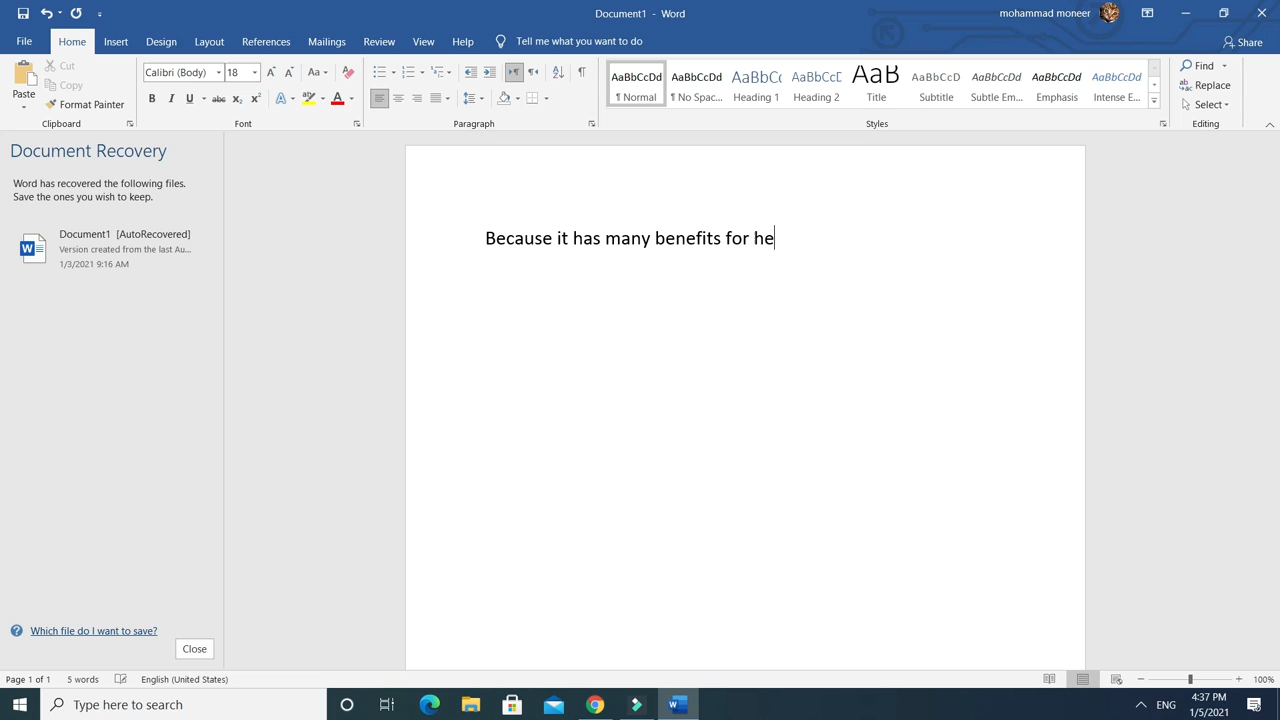 Document1 - Word
mohammad moneer
File Home Insert Design Layout References Mailings Review View Help Tell me what you want to do Share
Paste
Cut
Copy
Format Painter
Clipboard
Calibri (Body) 18
Font
Paragraph
AaBbCcDd AaBbCcDd AaBbCc AaBbCcD AaB AaBbCcDd AaBbCcDd AaBbCcDd AaBbCcDd
¶ Normal ¶ No Spac... Heading 1 Heading 2 Title Subtitle Subtle Em... Emphasis Intense E...
Styles
Find
Replace
Select
Editing
Document Recovery
Word has recovered the following files.
Save the ones you wish to keep.
Document1 [AutoRecovered]
Version created from the last Au...
1/3/2021 9:16 AM
Which file do I want to save?
Close
Because it has many benefits for he
Page 1 of 1 5 words English (United States) 100%
Type here to search
ENG
4:37 PM
1/5/2021